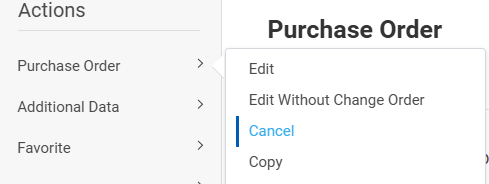 Actions
Purchase Order
Additional Data
Favorite
Purchase Order
Edit
Edit Without Change Order
Cancel
Copy